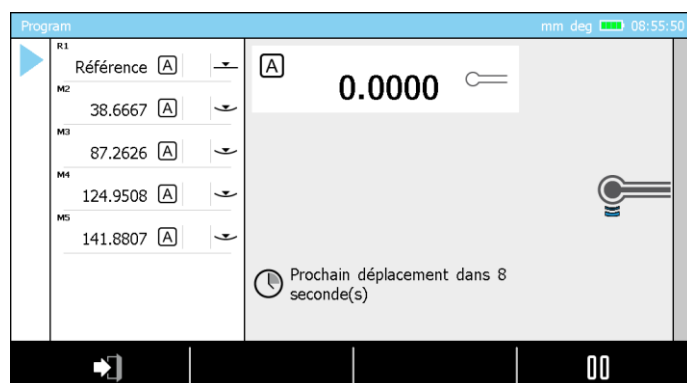 Program
mm deg 08:55:50
R1
Référence A
M2
38.6667 A
M3
87.2626 A
M4
124.9508 A
M5
141.8807 A
A
0.0000
Prochain déplacement dans 8
seconde(s)